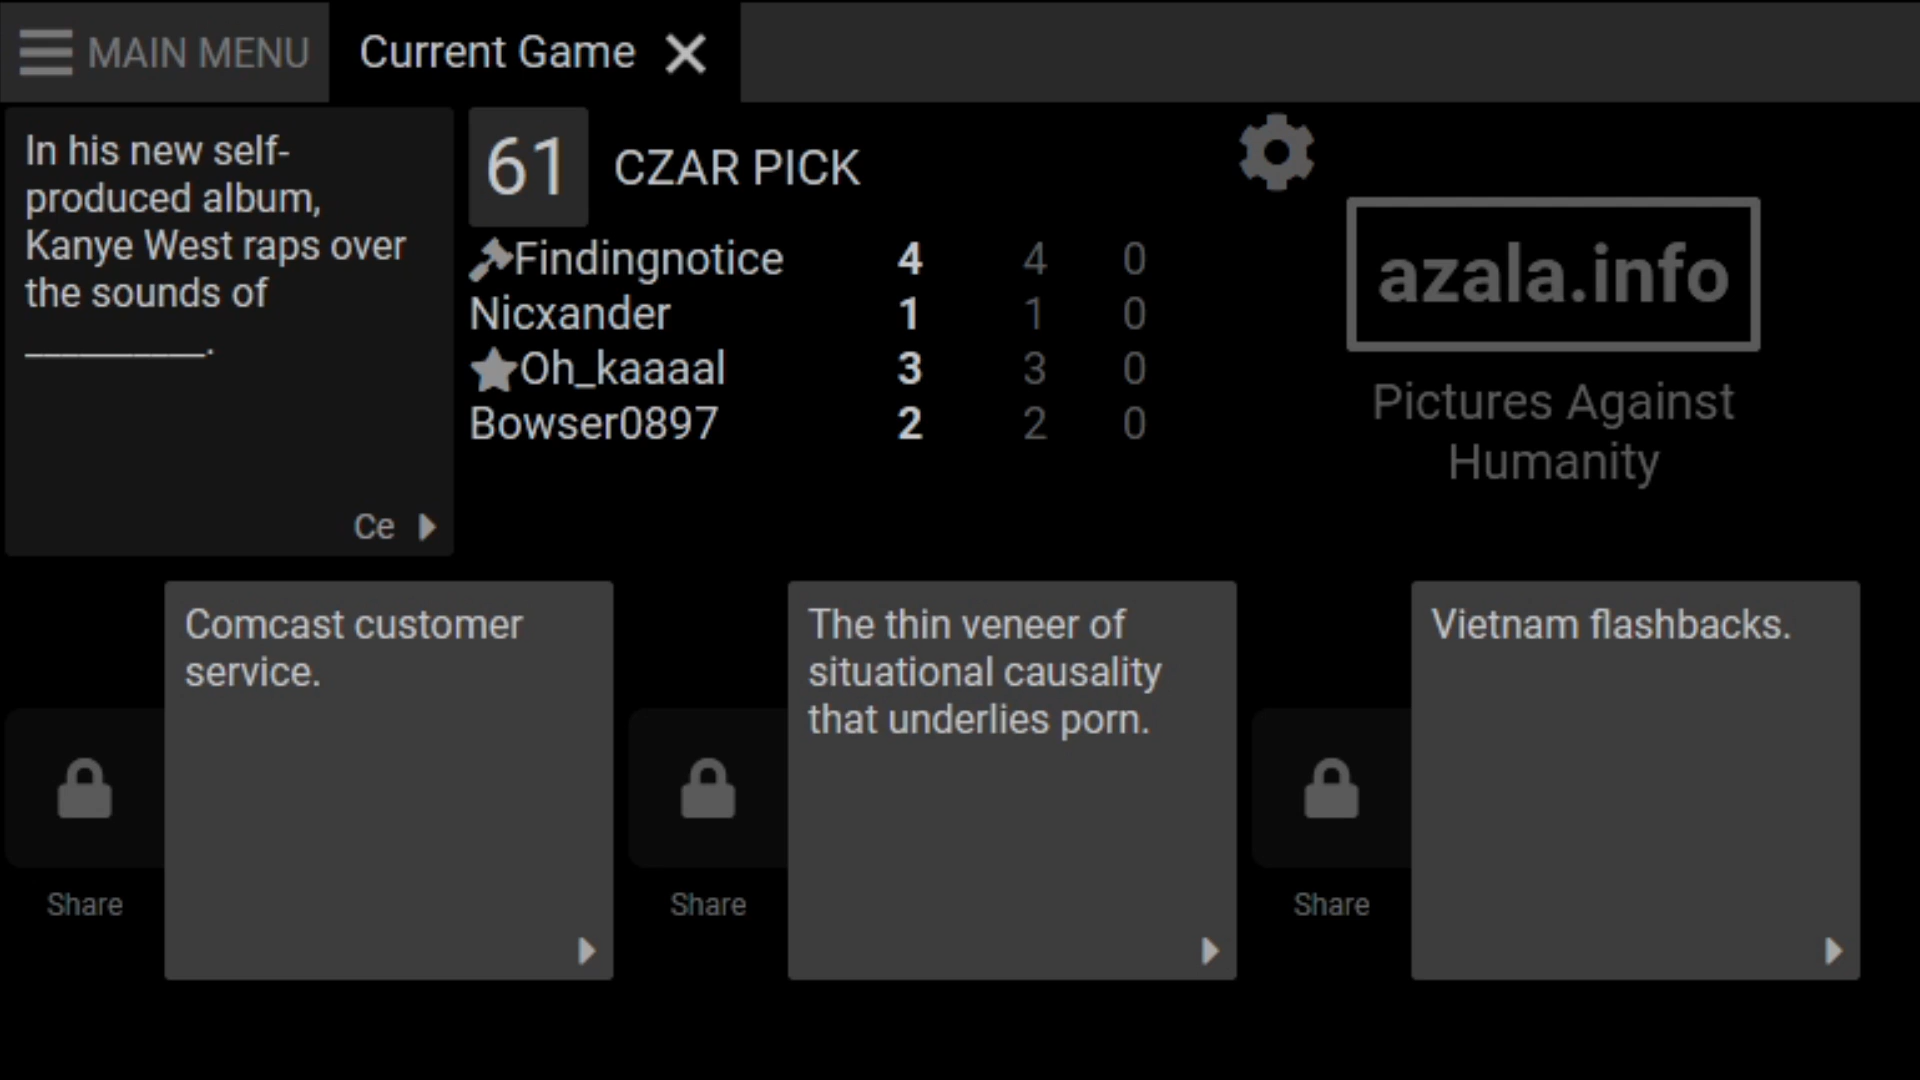 MAIN MENU
Current Game
In his new self-
produced album,
Kanye West raps over
the sounds of
__________.
Ce
61
CZAR PICK
Findingnotice 4 4 0
Nicxander 1 1 0
Oh_kaaaal 3 3 0
Bowser0897 2 2 0
azala.info
Pictures Against
Humanity
Comcast customer
service.
Share
The thin veneer of
situational causality
that underlies porn.
Share
Vietnam flashbacks.
Share